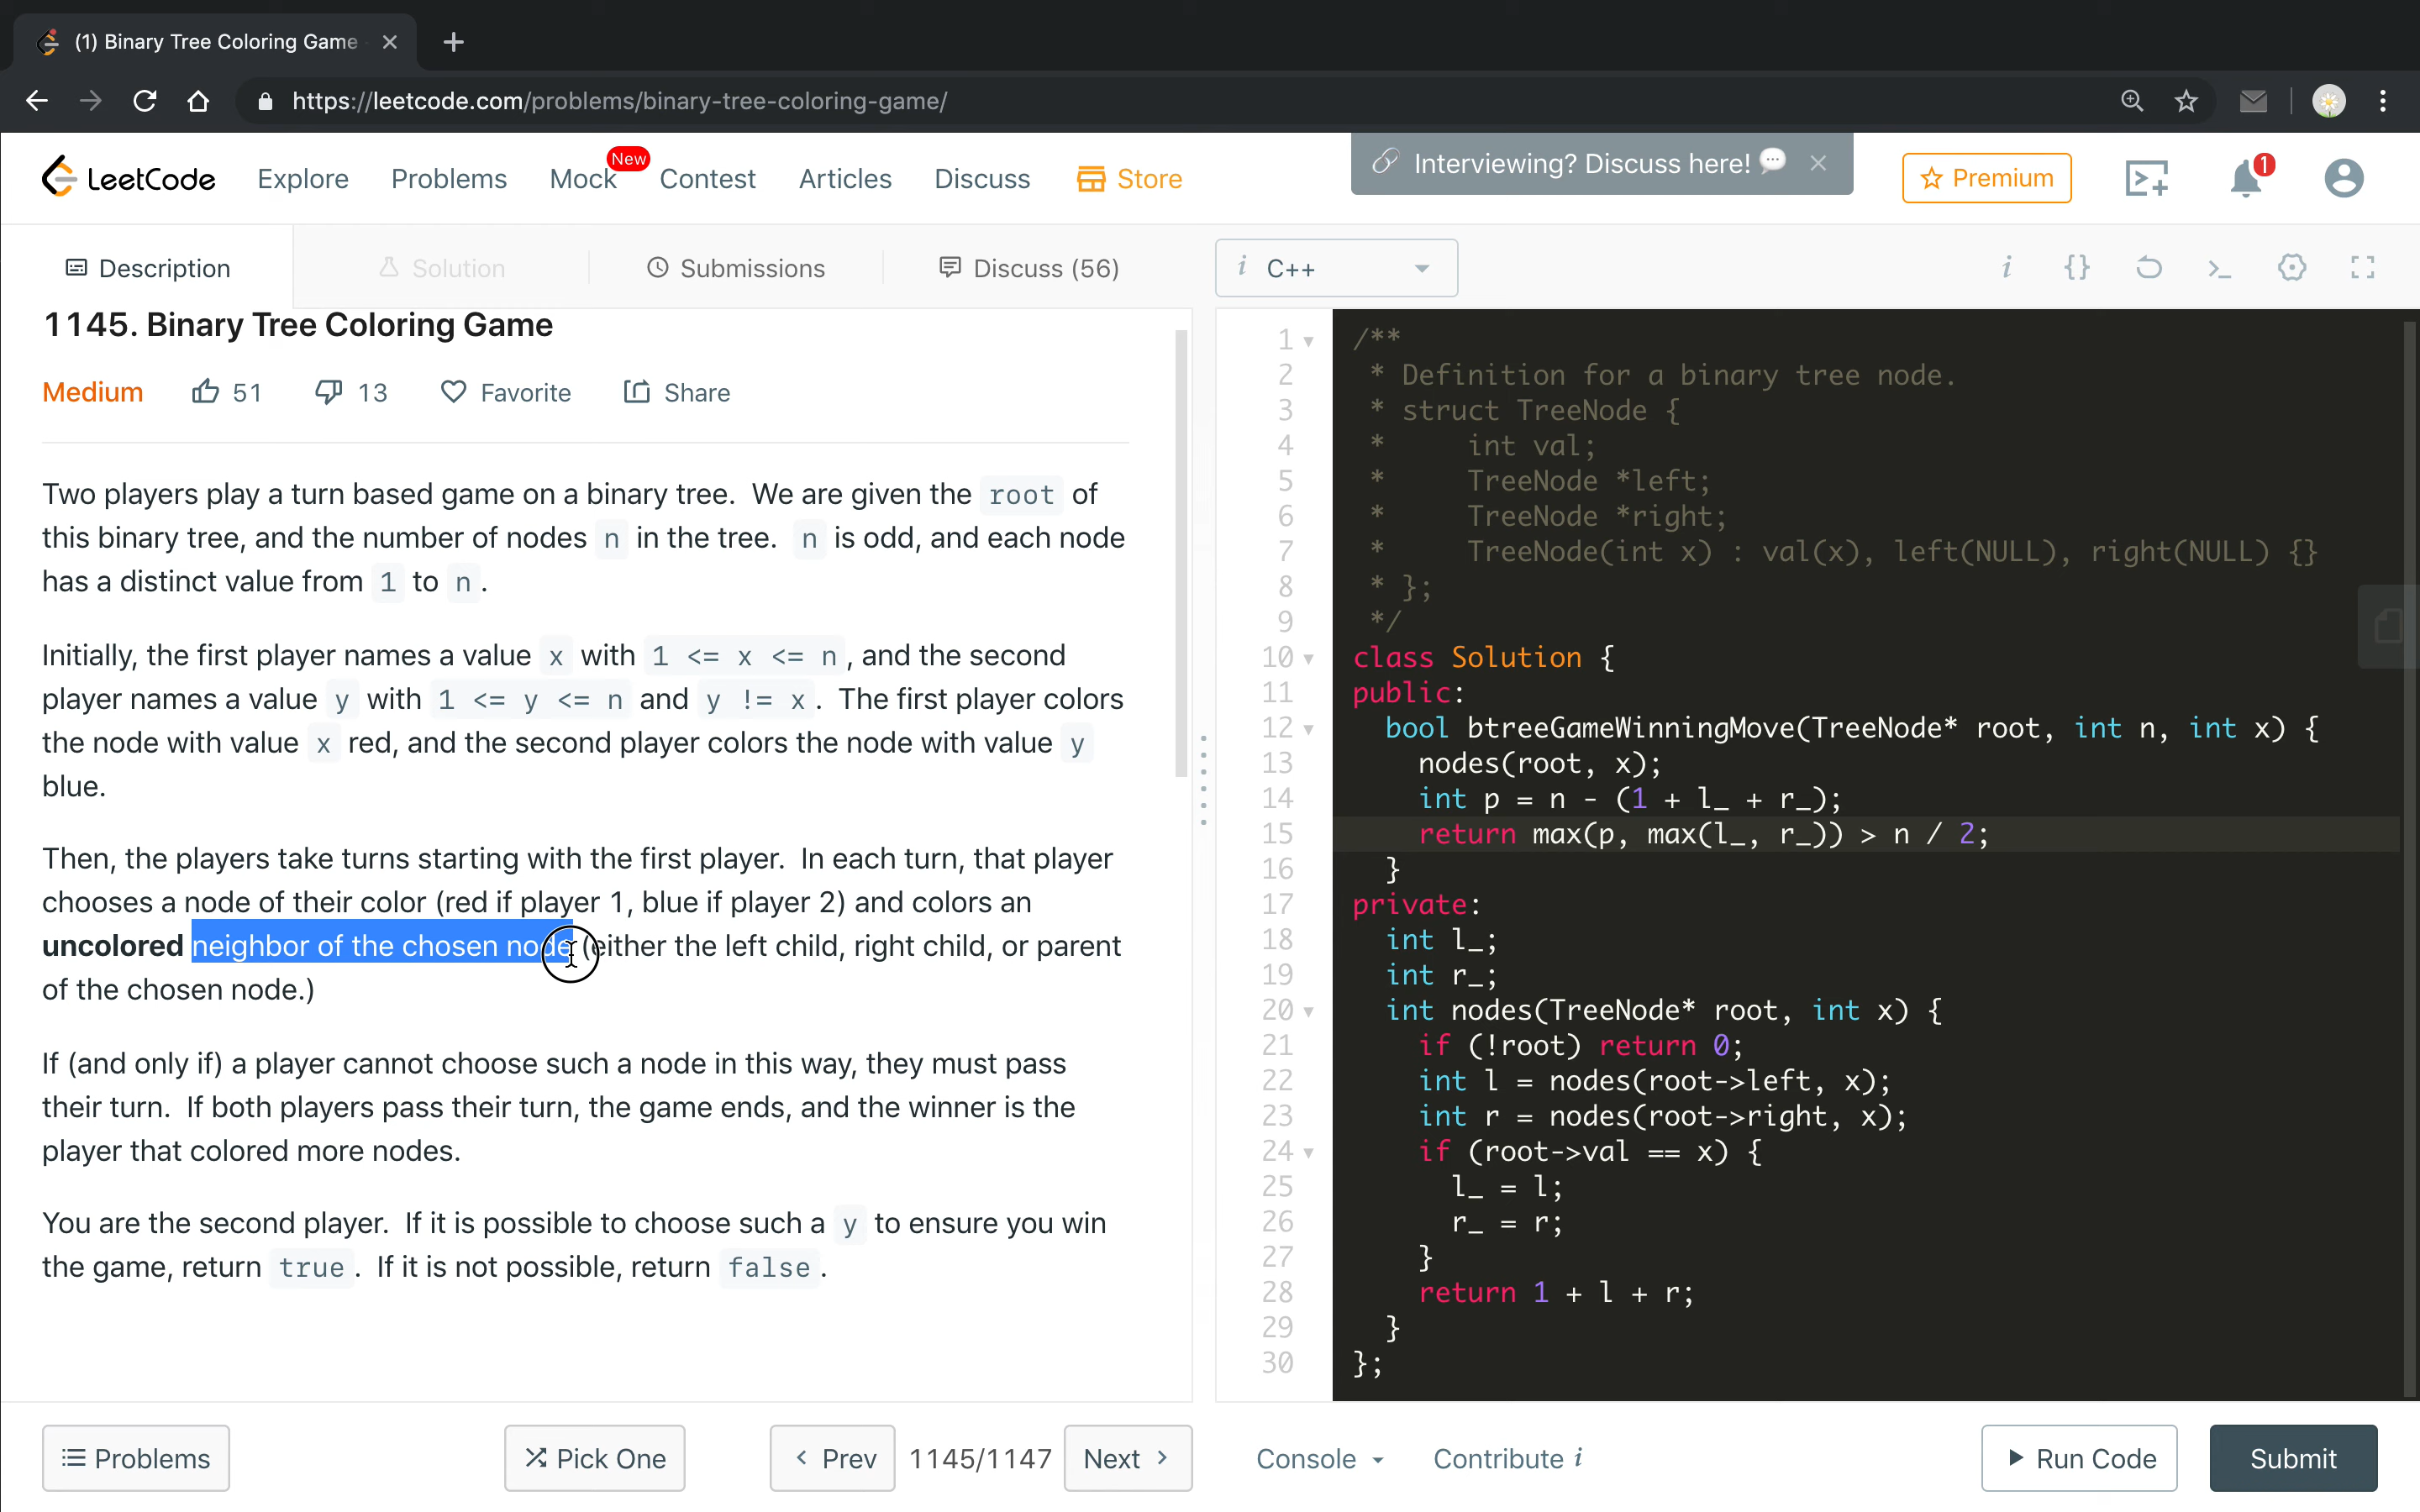 (1) Binary Tree Coloring Game
https://leetcode.com/problems/binary-tree-coloring-game/
LeetCode
Explore
Problems
Mock
New
Contest
Articles
Discuss
Store
Interviewing? Discuss here!
Premium
1
Description
Solution
Submissions
Discuss (56)
i C++
i {} >_
1145. Binary Tree Coloring Game
Medium 51 13 Favorite Share
Two players play a turn based game on a binary tree. We are given the root of
this binary tree, and the number of nodes n in the tree. n is odd, and each node
has a distinct value from 1 to n.
Initially, the first player names a value x with 1 <= x <= n, and the second
player names a value y with 1 <= y <= n and y != x. The first player colors
the node with value x red, and the second player colors the node with value y
blue.
Then, the players take turns starting with the first player. In each turn, that player
chooses a node of their color (red if player 1, blue if player 2) and colors an
uncolored neighbor of the chosen node (either the left child, right child, or parent
of the chosen node.)
If (and only if) a player cannot choose such a node in this way, they must pass
their turn. If both players pass their turn, the game ends, and the winner is the
player that colored more nodes.
You are the second player. If it is possible to choose such a y to ensure you win
the game, return true. If it is not possible, return false.
1 /**
2 * Definition for a binary tree node.
3 * struct TreeNode {
4 *     int val;
5 *     TreeNode *left;
6 *     TreeNode *right;
7 *     TreeNode(int x) : val(x), left(NULL), right(NULL) {}
8 * };
9 */
10 class Solution {
11 public:
12   bool btreeGameWinningMove(TreeNode* root, int n, int x) {
13     nodes(root, x);
14     int p = n - (1 + l_ + r_);
15     return max(p, max(l_, r_)) > n / 2;
16   }
17 private:
18   int l_;
19   int r_;
20   int nodes(TreeNode* root, int x) {
21     if (!root) return 0;
22     int l = nodes(root->left, x);
23     int r = nodes(root->right, x);
24     if (root->val == x) {
25       l_ = l;
26       r_ = r;
27     }
28     return 1 + l + r;
29   }
30 };
Problems
Pick One
Prev
1145/1147
Next
Console
Contribute i
Run Code
Submit